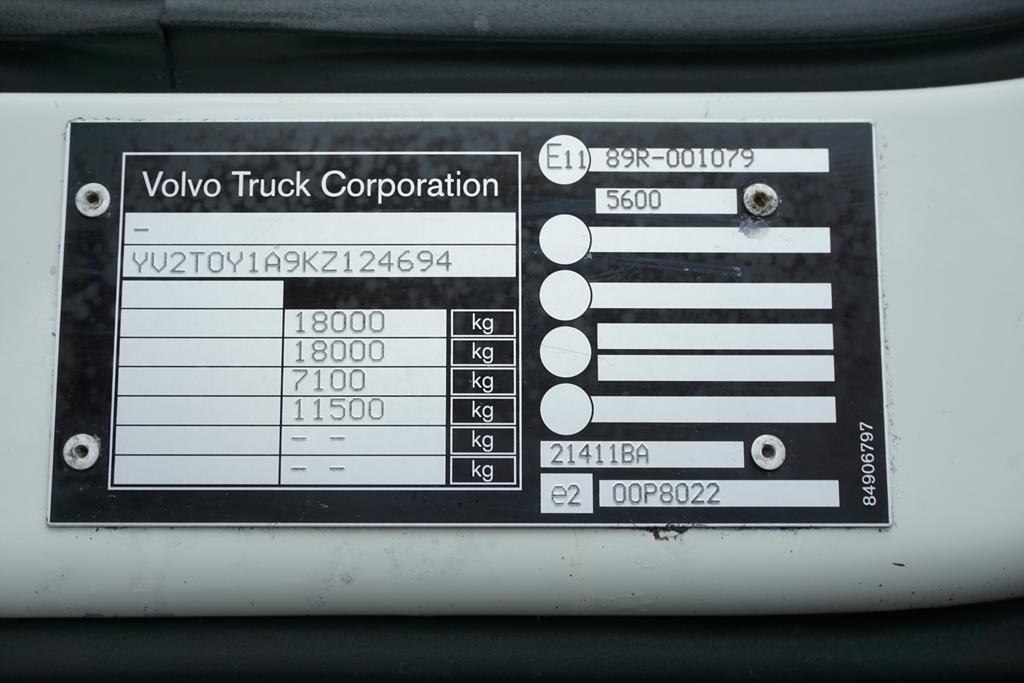 Volvo Truck Corporation
-
YV2T0Y1A9KZ124694
18000 kg
18000 kg
7100 kg
11500 kg
- - kg
- - kg
E11 89R-001079
5600
21411BA
e2 00P8022
84906797